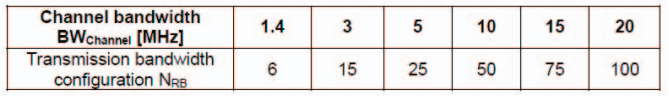 Channel bandwidth BWChannel [MHz] 1.4 3 5 10 15 20
Transmission bandwidth configuration NRB 6 15 25 50 75 100